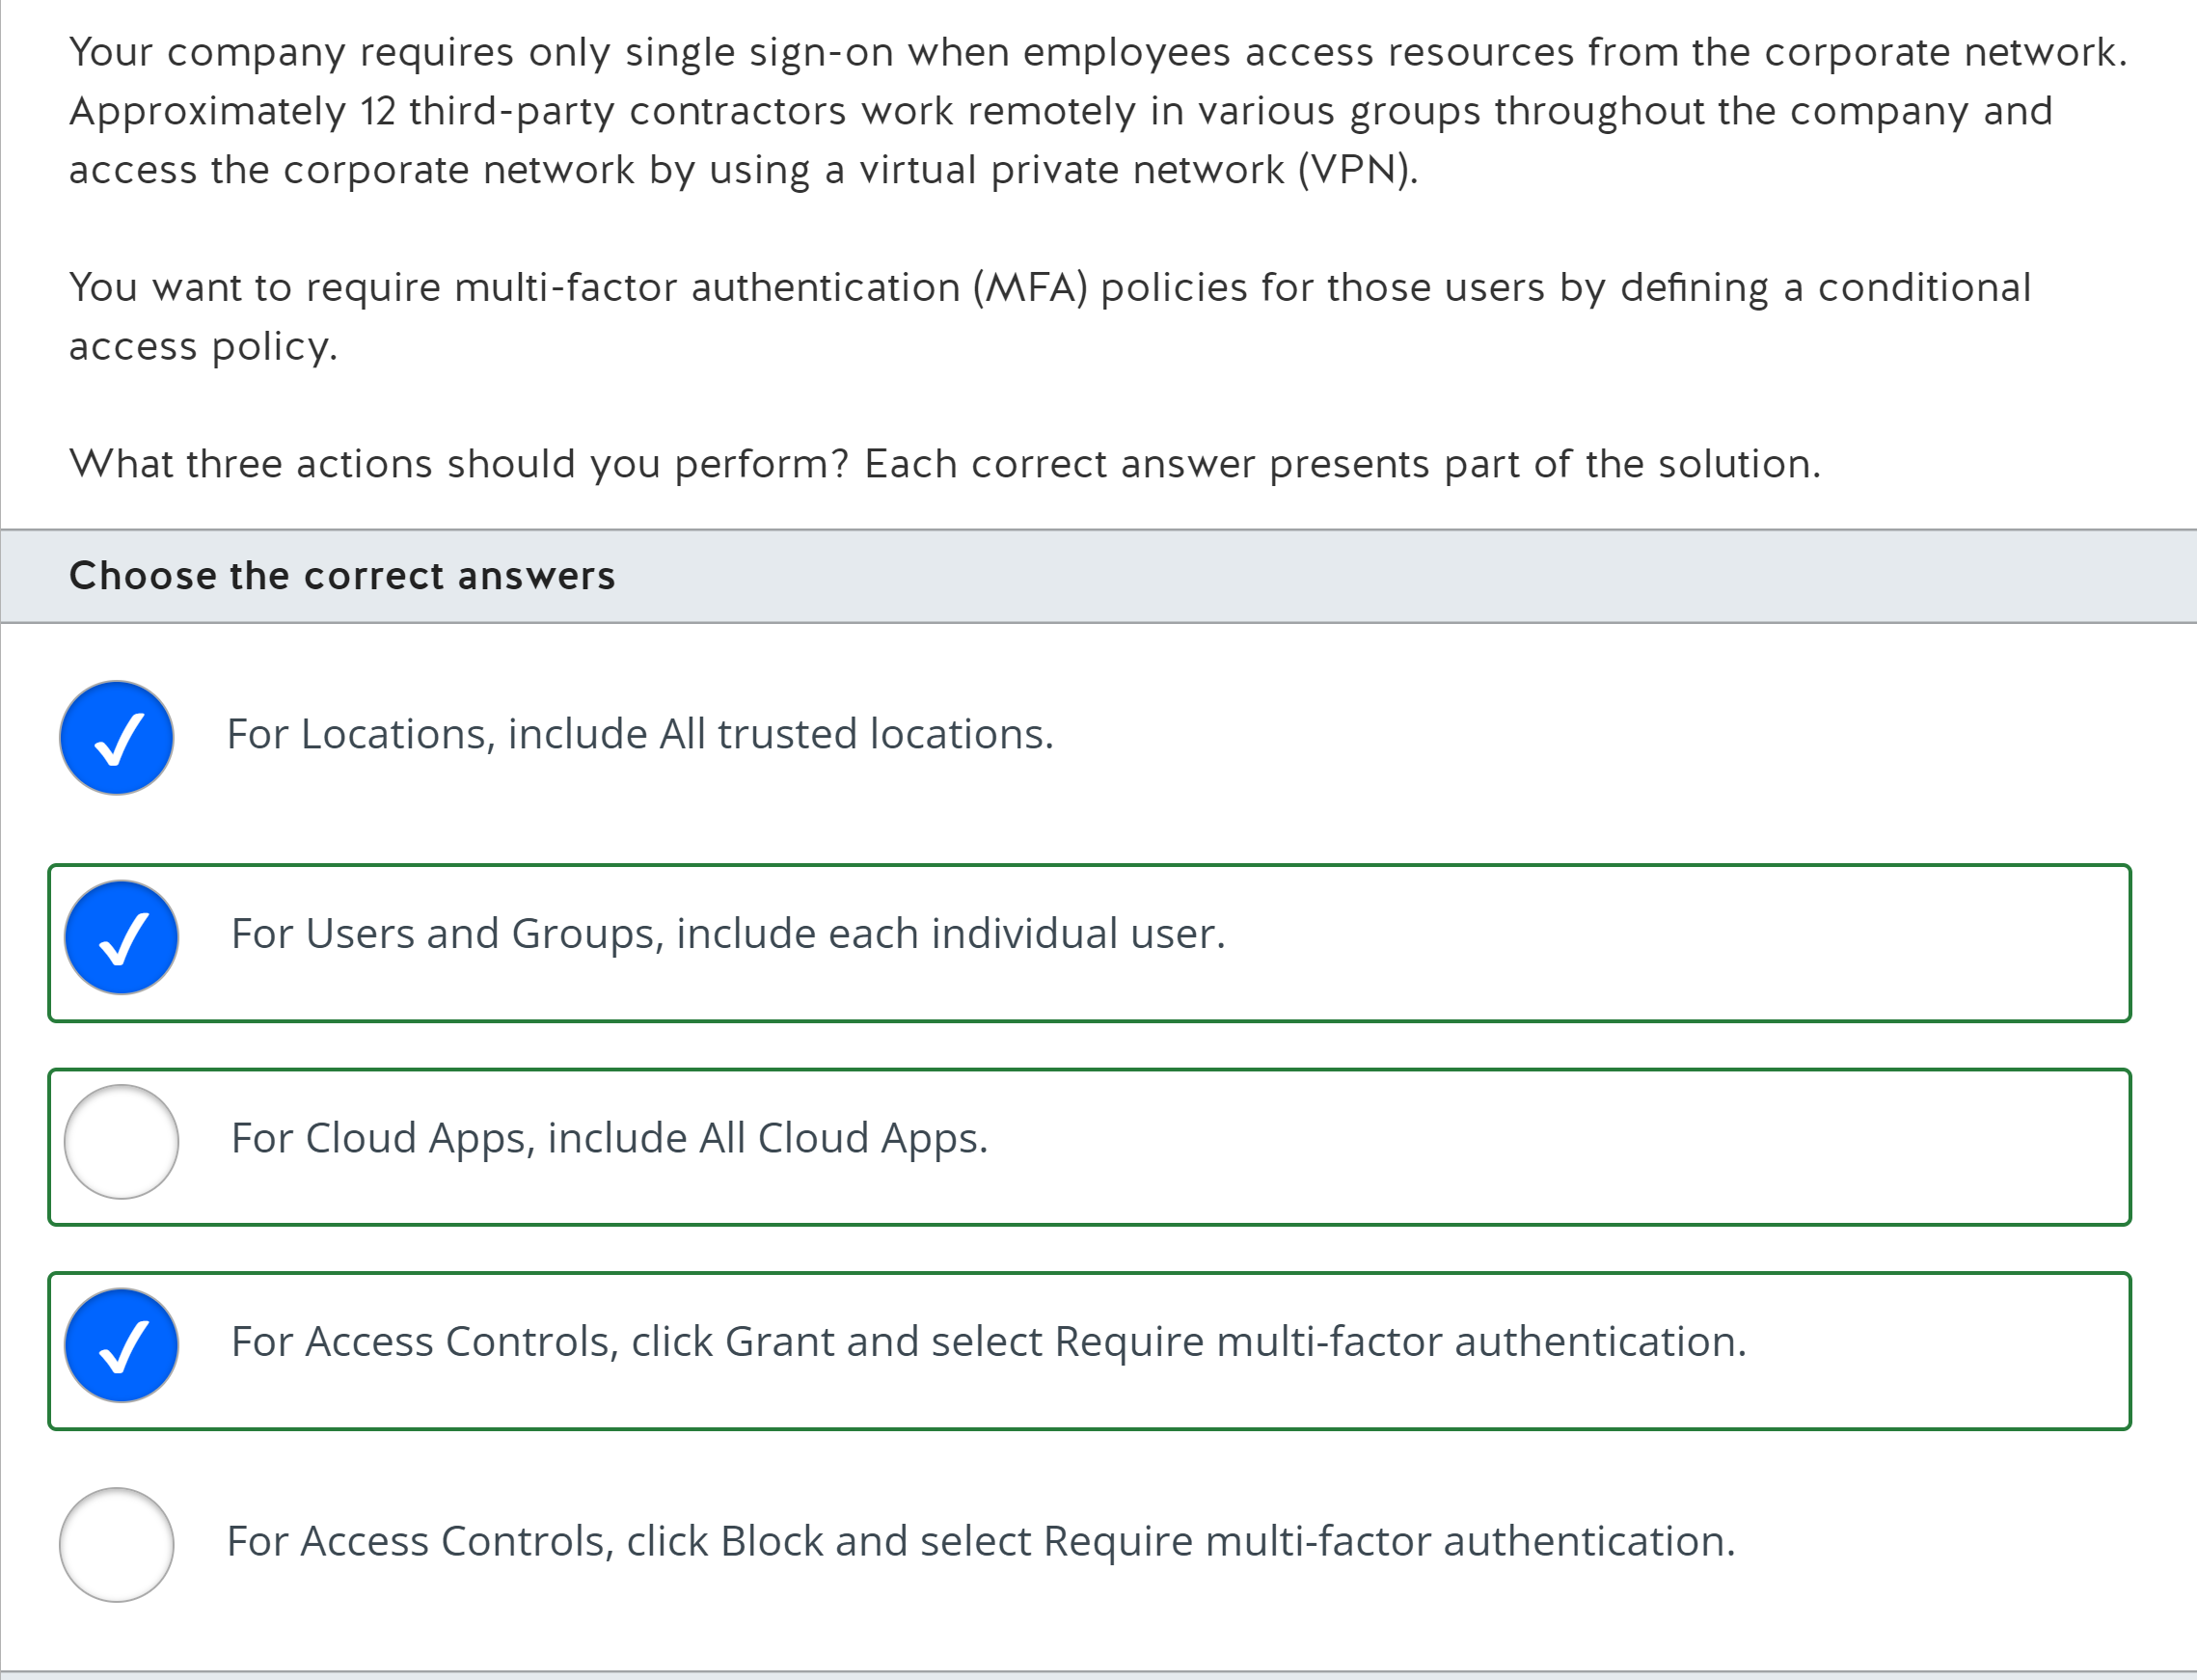 Your company requires only single sign-on when employees access resources from the corporate network.
Approximately 12 third-party contractors work remotely in various groups throughout the company and
access the corporate network by using a virtual private network (VPN).
You want to require multi-factor authentication (MFA) policies for those users by defining a conditional
access policy.
What three actions should you perform? Each correct answer presents part of the solution.
Choose the correct answers
For Locations, include All trusted locations.
For Users and Groups, include each individual user.
For Cloud Apps, include All Cloud Apps.
For Access Controls, click Grant and select Require multi-factor authentication.
For Access Controls, click Block and select Require multi-factor authentication.